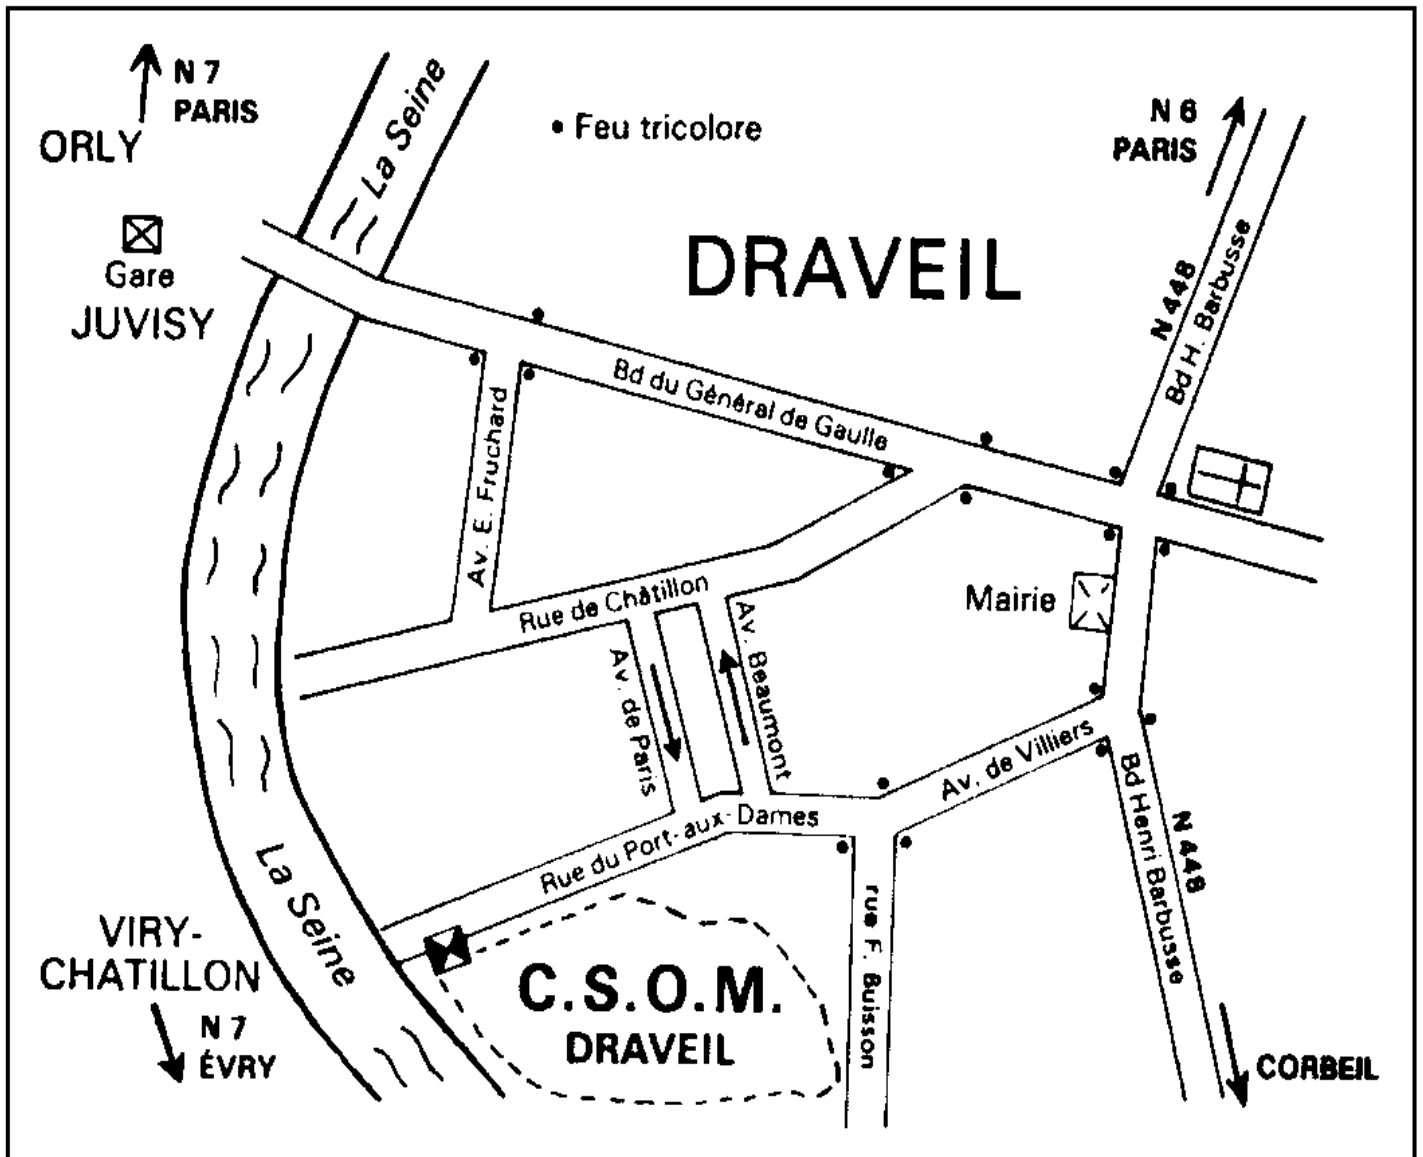 N 7
PARIS
ORLY
La Seine
• Feu tricolore
N 6
PARIS
Gare
JUVISY
DRAVEIL
N 448
Bd H. Barbusse
Bd du Général de Gaulle
Av. E. Fruchard
Rue de Châtillon
Mairie
Av. de Paris
Av. Beaumont
Av. de Villiers
Rue du Port-aux-Dames
Bd Henri Barbusse
N 448
La Seine
rue F. Buisson
VIRY-
CHATILLON
N 7
ÉVRY
C.S.O.M.
DRAVEIL
CORBEIL